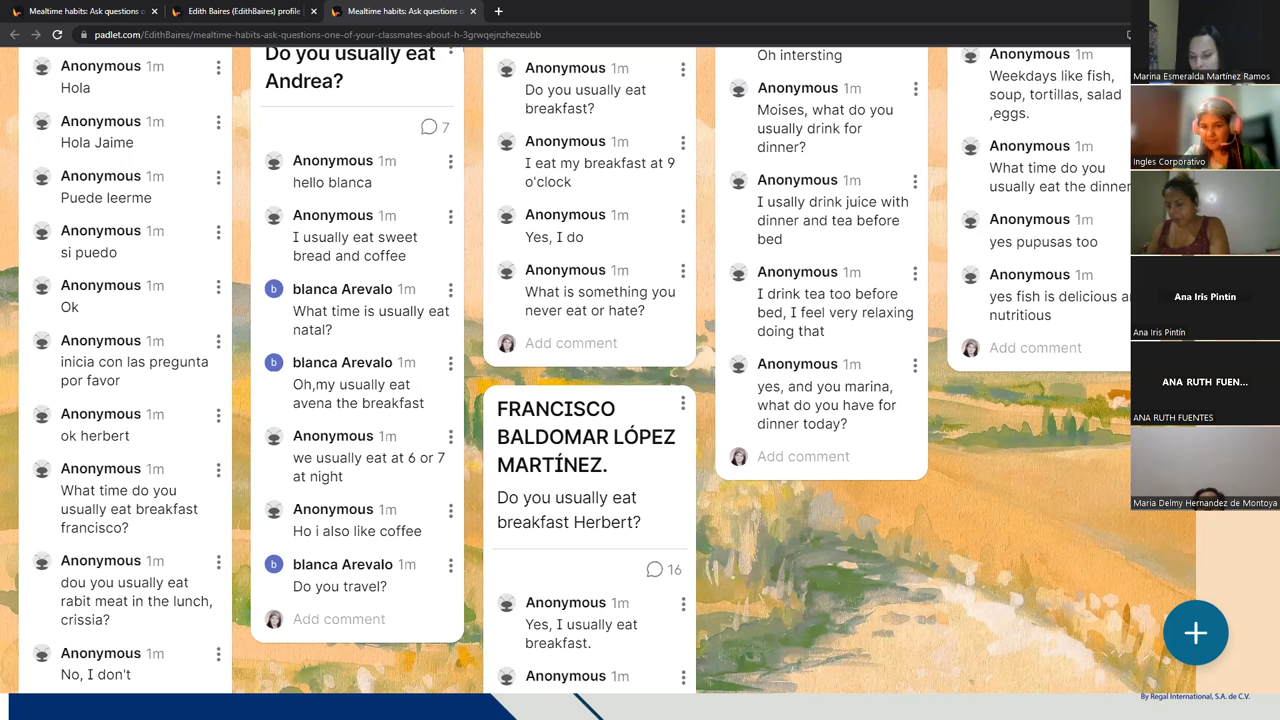 Mealtime habits: Ask questions o
Edith Baires (EdithBaires) profile
Mealtime habits: Ask questions o
padlet.com/EdithBaires/mealtime-habits-ask-questions-one-of-your-classmates-about-h-3grwqejnzhezeubb
Anonymous 1m
Hola
Anonymous 1m
Hola Jaime
Anonymous 1m
Puede leerme
Anonymous 1m
si puedo
Anonymous 1m
Ok
Anonymous 1m
inicia con las pregunta
por favor
Anonymous 1m
ok herbert
Anonymous 1m
What time do you
usually eat breakfast
francisco?
Anonymous 1m
dou you usually eat
rabit meat in the lunch,
crissia?
Anonymous 1m
No, I don't
Do you usually eat
Andrea?
7
Anonymous 1m
hello blanca
Anonymous 1m
I usually eat sweet
bread and coffee
b
blanca Arevalo 1m
What time is usually eat
natal?
b
blanca Arevalo 1m
Oh,my usually eat
avena the breakfast
Anonymous 1m
we usually eat at 6 or 7
at night
Anonymous 1m
Ho i also like coffee
b
blanca Arevalo 1m
Do you travel?
Add comment
Anonymous 1m
Do you usually eat
breakfast?
Anonymous 1m
I eat my breakfast at 9
o'clock
Anonymous 1m
Yes, I do
Anonymous 1m
What is something you
never eat or hate?
Add comment
FRANCISCO
BALDOMAR LÓPEZ
MARTÍNEZ.
Do you usually eat
breakfast Herbert?
16
Anonymous 1m
Yes, I usually eat
breakfast.
Anonymous 1m
Oh intersting
Anonymous 1m
Moises, what do you
usually drink for
dinner?
Anonymous 1m
I usally drink juice with
dinner and tea before
bed
Anonymous 1m
I drink tea too before
bed, I feel very relaxing
doing that
Anonymous 1m
yes, and you marina,
what do you have for
dinner today?
Add comment
Anonymous 1m
Weekdays like fish,
soup, tortillas, salad
,eggs.
Anonymous 1m
What time do you
usually eat the dinner
Anonymous 1m
yes pupusas too
Anonymous 1m
yes fish is delicious a
nutritious
Add comment
Marina Esmeralda Martínez Ramos
Ingles Corporativo
Ana Iris Pintín
Ana Iris Pintín
ANA RUTH FUEN...
ANA RUTH FUENTES
María Delmy Hernandez de Montoya
By Regal International, S.A. de C.V.